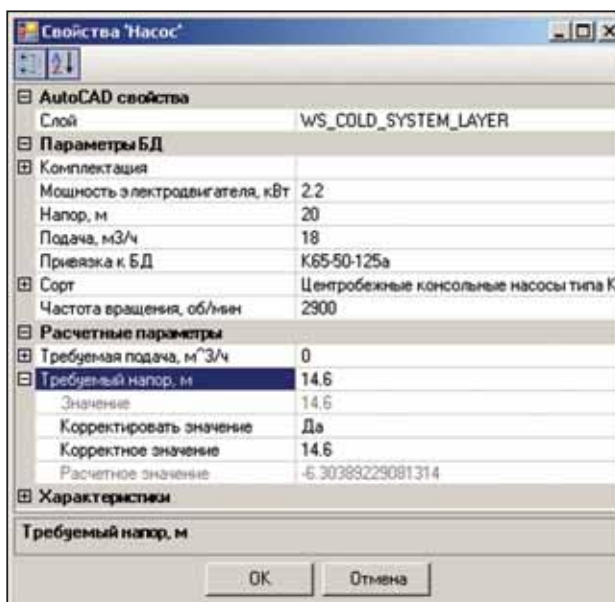 Свойства 'Насос'
AutoCAD свойства
Слой WS_COLD_SYSTEM_LAYER
Параметры БД
Комплектация
Мощность электродвигателя, кВт 2.2
Напор, м 20
Подача, м3/ч 18
Привязка к БД К65-50-125а
Сорт Центробежные консольные насосы типа К
Частота вращения, об/мин 2900
Расчетные параметры
Требуемая подача, м^3/ч 0
Требуемый напор, м 14.6
Значение 14.6
Корректировать значение Да
Корректное значение 14.6
Расчетное значение -6.30389229081314
Характеристики
Требуемый напор, м
OK Отмена